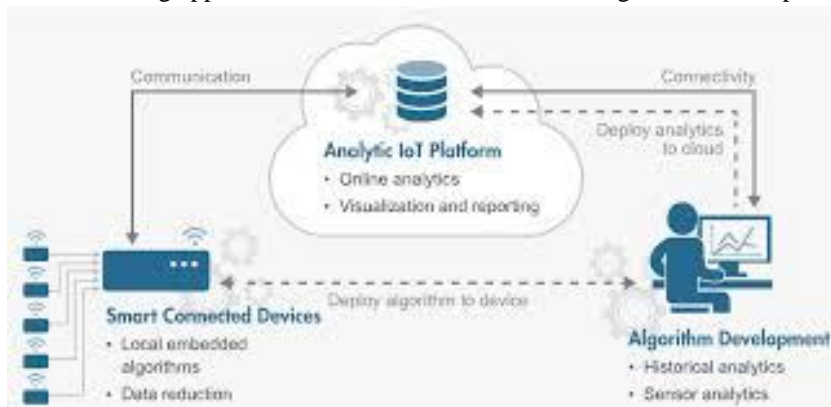 Communication
Connectivity
Deploy analytics
to cloud
Analytic IoT Platform
• Online analytics
• Visualization and reporting
Deploy algorithm to device
Smart Connected Devices
• Local embedded
algorithms
• Data reduction
Algorithm Development
• Historical analytics
• Sensor analytics